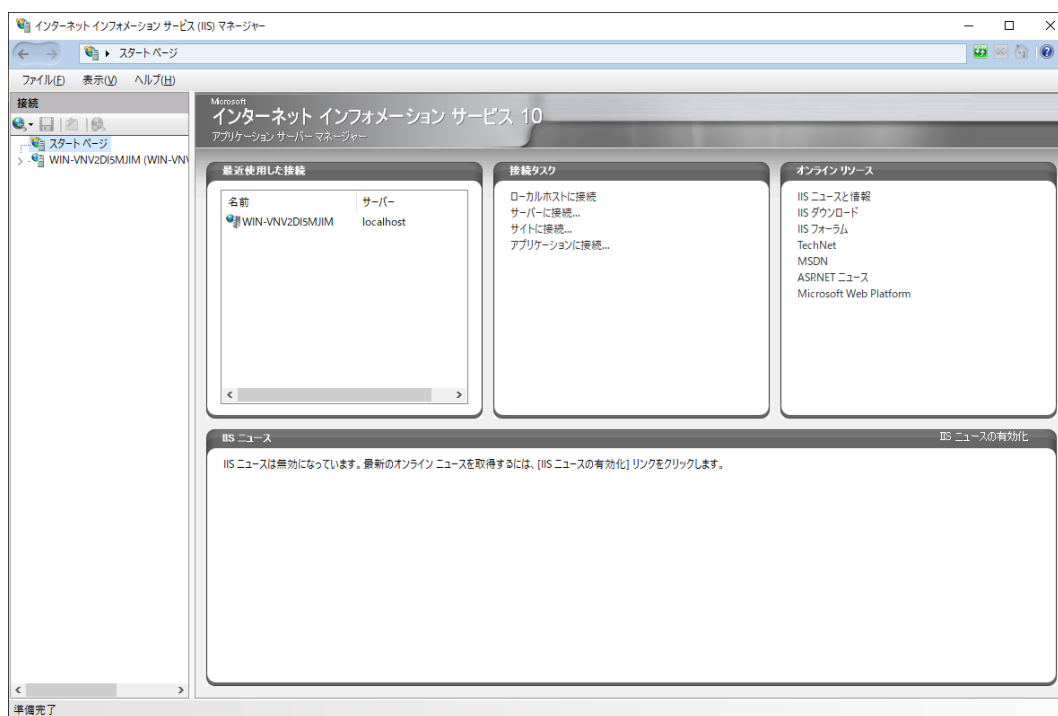 インターネット インフォメーション サービス (IIS) マネージャー
スタート ページ
ファイル(F) 表示(V) ヘルプ(H)
接続
スタート ページ
WIN-VNV2DI5MJIM (WIN-VN
Microsoft
インターネット インフォメーション サービス 10
アプリケーション サーバー マネージャー
最近使用した接続
名前 サーバー
WIN-VNV2DI5MJIM localhost
接続タスク
ローカルホストに接続
サーバーに接続...
サイトに接続...
アプリケーションに接続...
オンライン リソース
IIS ニュースと情報
IIS ダウンロード
IIS フォーラム
TechNet
MSDN
ASP.NET ニュース
Microsoft Web Platform
IIS ニュース
IIS ニュースの有効化
IIS ニュースは無効になっています。最新のオンライン ニュースを取得するには、[IIS ニュースの有効化] リンクをクリックします。
準備完了